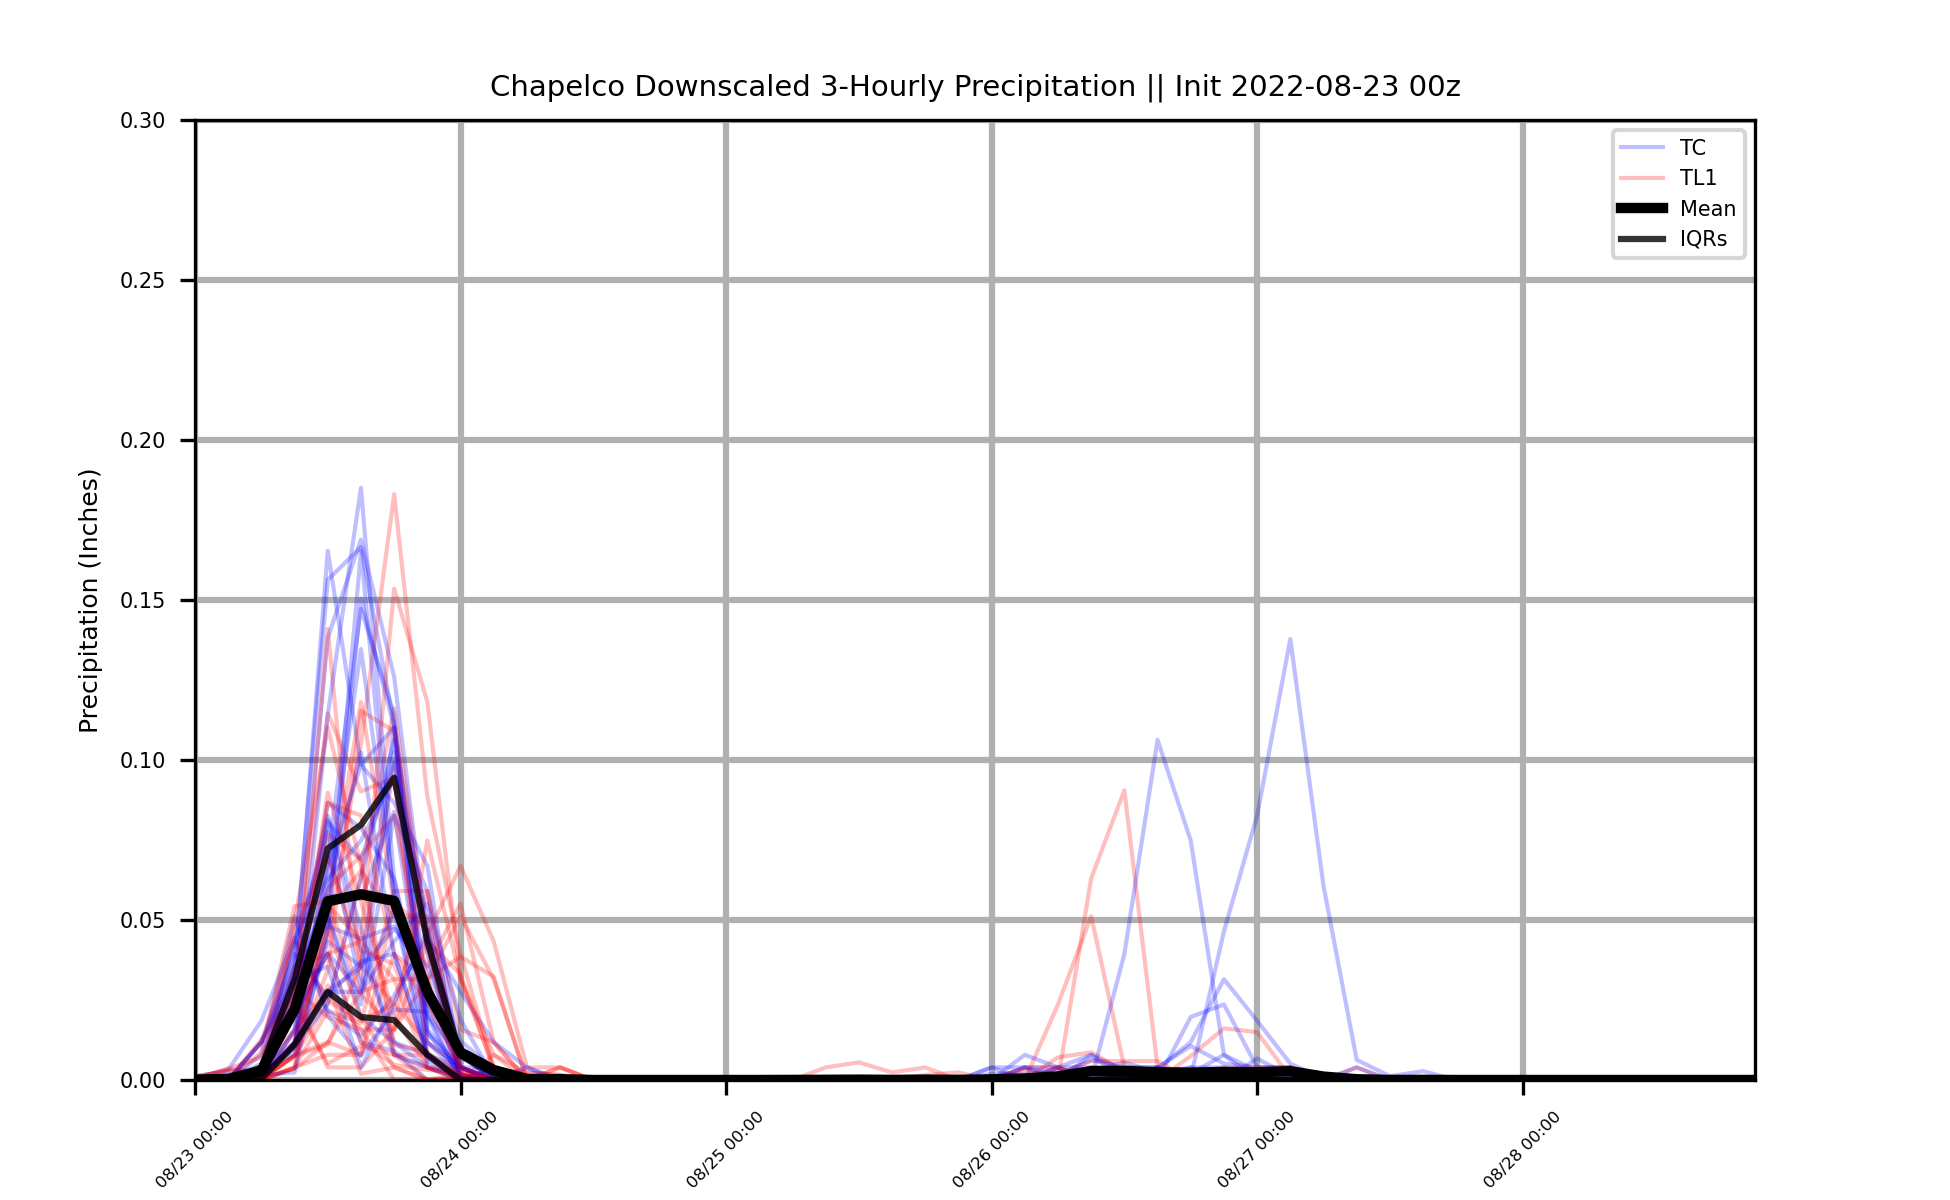 Chapelco Downscaled 3-Hourly Precipitation || Init 2022-08-23 00z
TC
TL1
Mean
IQRs
Precipitation (Inches)
0.30
0.25
0.20
0.15
0.10
0.05
0.00
08/23 00:00
08/24 00:00
08/25 00:00
08/26 00:00
08/27 00:00
08/28 00:00